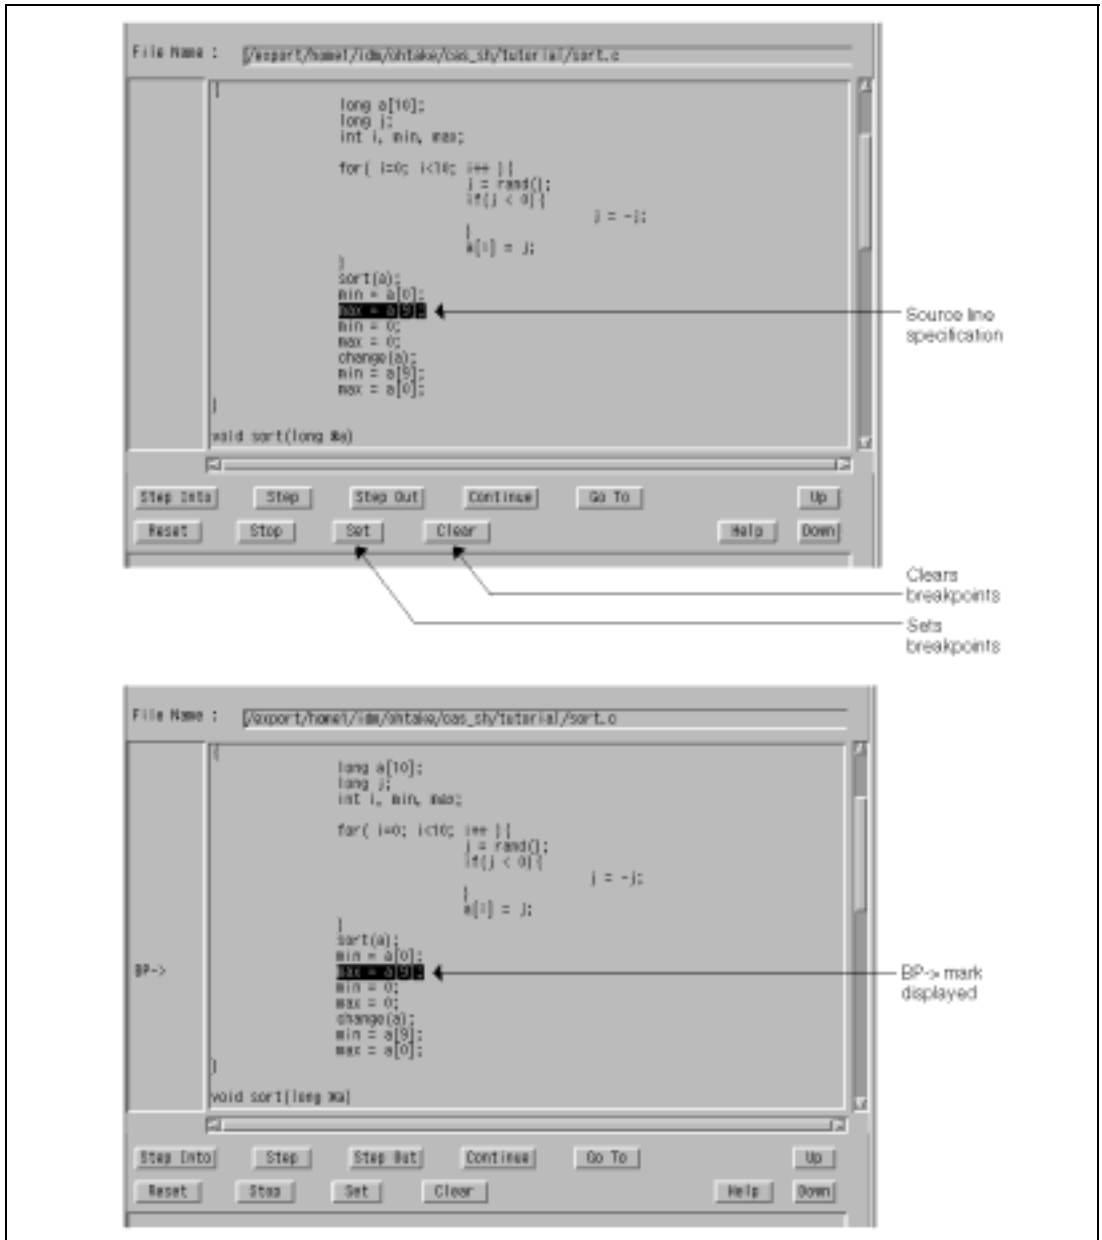 File Name : /export/home1/idm/ohtake/cas_sh/tutorial/sort.c
{
long a[10];
long j;
int i, min, max;
for( i=0; i<10; i++ ){
j = rand();
if(j < 0){
j = -j;
}
a[i] = j;
}
sort(a);
min = a[0];
max = a[9];
min = 0;
max = 0;
change(a);
min = a[9];
max = a[0];
}
void sort(long *a)
Source line
specification
Step Into Step Step Out Continue Go To Up
Reset Stop Set Clear Help Down
Clears
breakpoints
Sets
breakpoints
File Name : /export/home1/idm/ohtake/cas_sh/tutorial/sort.c
{
long a[10];
long j;
int i, min, max;
for( i=0; i<10; i++ ){
j = rand();
if(j < 0){
j = -j;
}
a[i] = j;
}
sort(a);
min = a[0];
BP-> max = a[9];
min = 0;
max = 0;
change(a);
min = a[9];
max = a[0];
}
void sort(long *a)
BP-> mark
displayed
Step Into Step Step Out Continue Go To Up
Reset Stop Set Clear Help Down